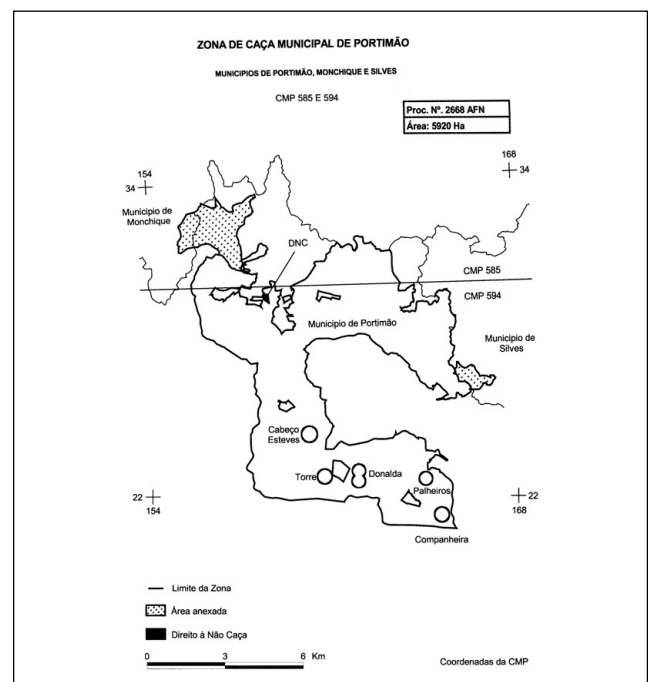 ZONA DE CAÇA MUNICIPAL DE PORTIMÃO
MUNICIPIOS DE PORTIMÃO, MONCHIQUE E SILVES
CMP 585 E 594
Proc. Nº. 2668 AFN
Área: 5920 Ha
154
34
168
34
Municipio de
Monchique
DNC
CMP 585
CMP 594
Municipio de Portimão
Municipio de
Silves
Cabeço
Esteves
Torre
Donalda
Palheiros
22
154
22
168
Companheira
Limite da Zona
Área anexada
Direito à Não Caça
0 3 6 Km
Coordenadas da CMP